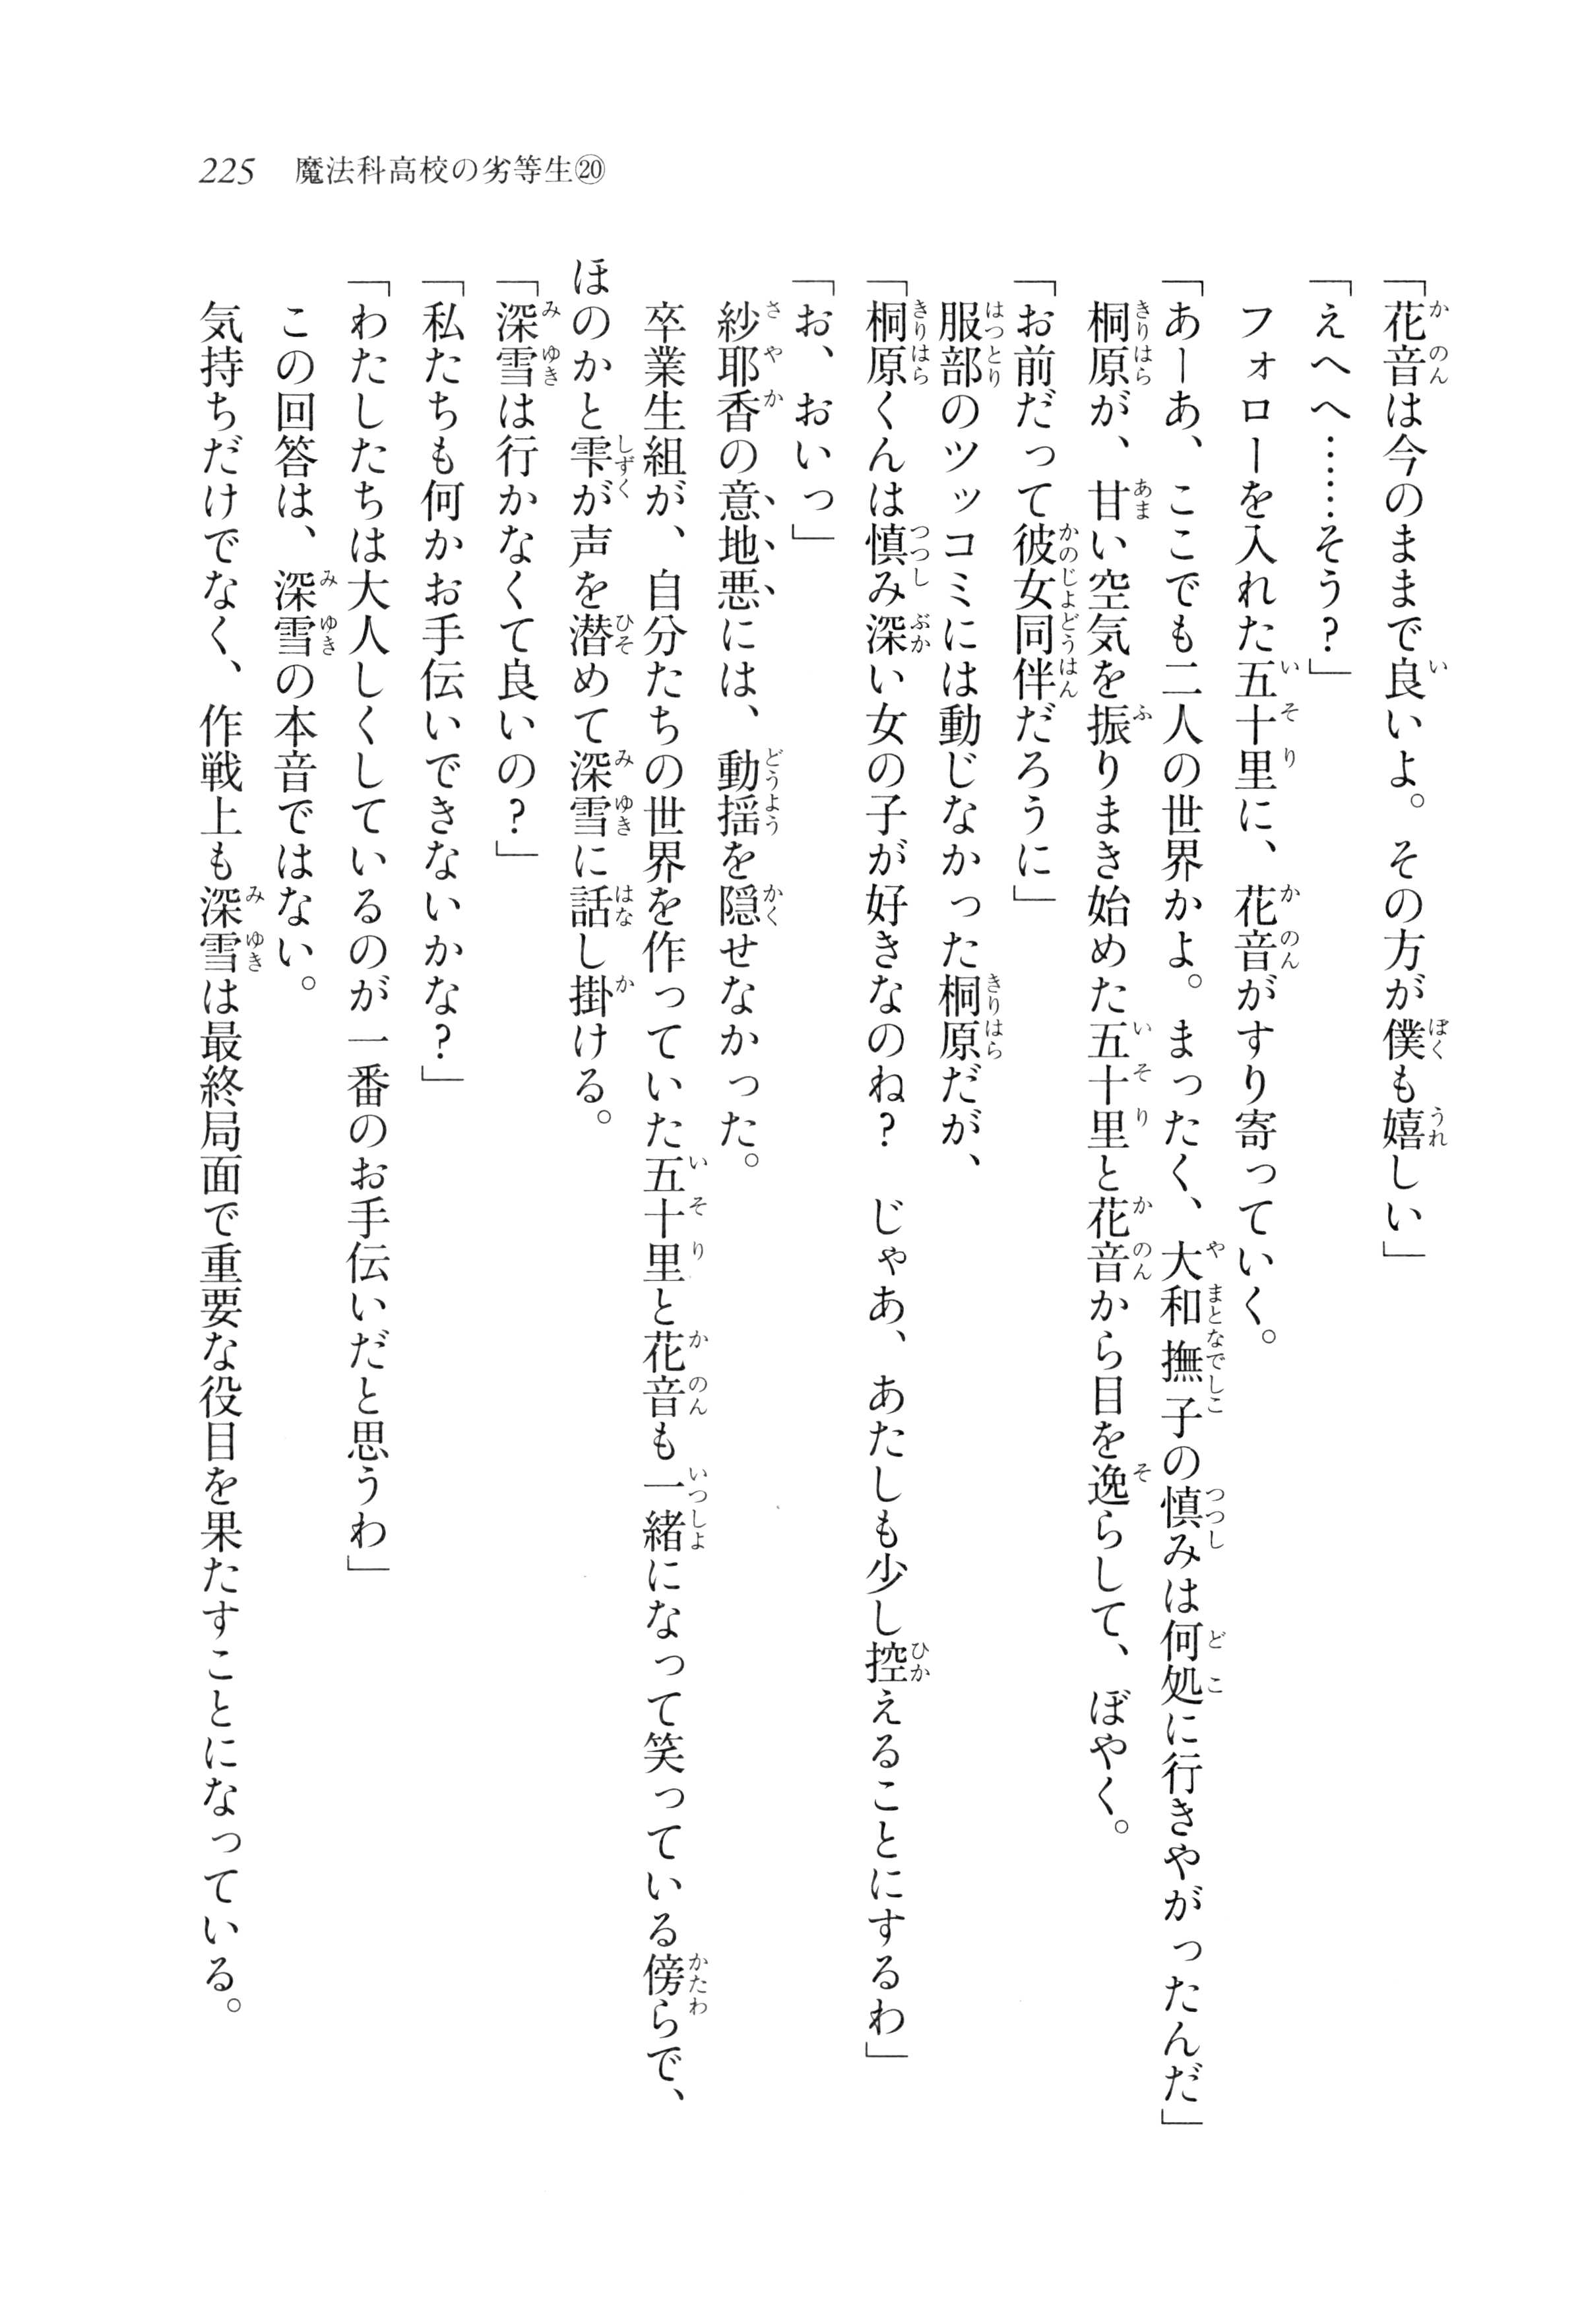 225 魔法科高校の劣等生⑳
「花音は今のままで良いよ。その方が僕も嬉しい」
「えへへ……そう？」
フォローを入れた五十里に、花音がすり寄っていく。
「あーあ、ここでも二人の世界かよ。まったく、大和撫子の慎みは何処に行きやがったんだ」
桐原が、甘い空気を振りまき始めた五十里と花音から目を逸らして、ぼやく。
「お前だって彼女同伴だろうに」
服部のツッコミには動じなかった桐原だが、
「桐原くんは慎み深い女の子が好きなのね？　じゃあ、あたしも少し控えることにするわ」
「お、おいっ」
紗耶香の意地悪には、動揺を隠せなかった。
卒業生組が、自分たちの世界を作っていた五十里と花音も一緒になって笑っている傍らで、
ほのかと雫が声を潜めて深雪に話し掛ける。
「深雪は行かなくて良いの？」
「私たちも何かお手伝いできないかな？」
「わたしたちは大人しくしているのが一番のお手伝いだと思うわ」
この回答は、深雪の本音ではない。
気持ちだけでなく、作戦上も深雪は最終局面で重要な役目を果たすことになっている。